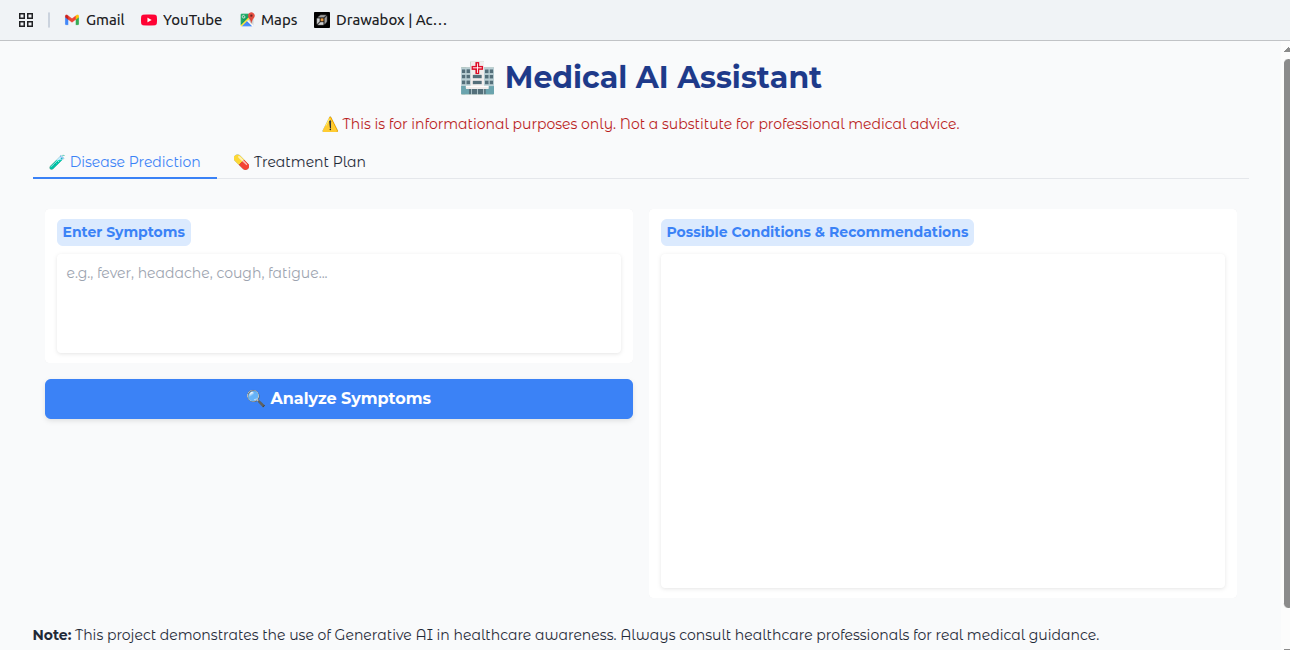 Gmail YouTube Maps Drawabox | Ac...
Medical AI Assistant
This is for informational purposes only. Not a substitute for professional medical advice.
Disease Prediction Treatment Plan
Enter Symptoms
e.g., fever, headache, cough, fatigue...
Analyze Symptoms
Possible Conditions & Recommendations
Note: This project demonstrates the use of Generative AI in healthcare awareness. Always consult healthcare professionals for real medical guidance.